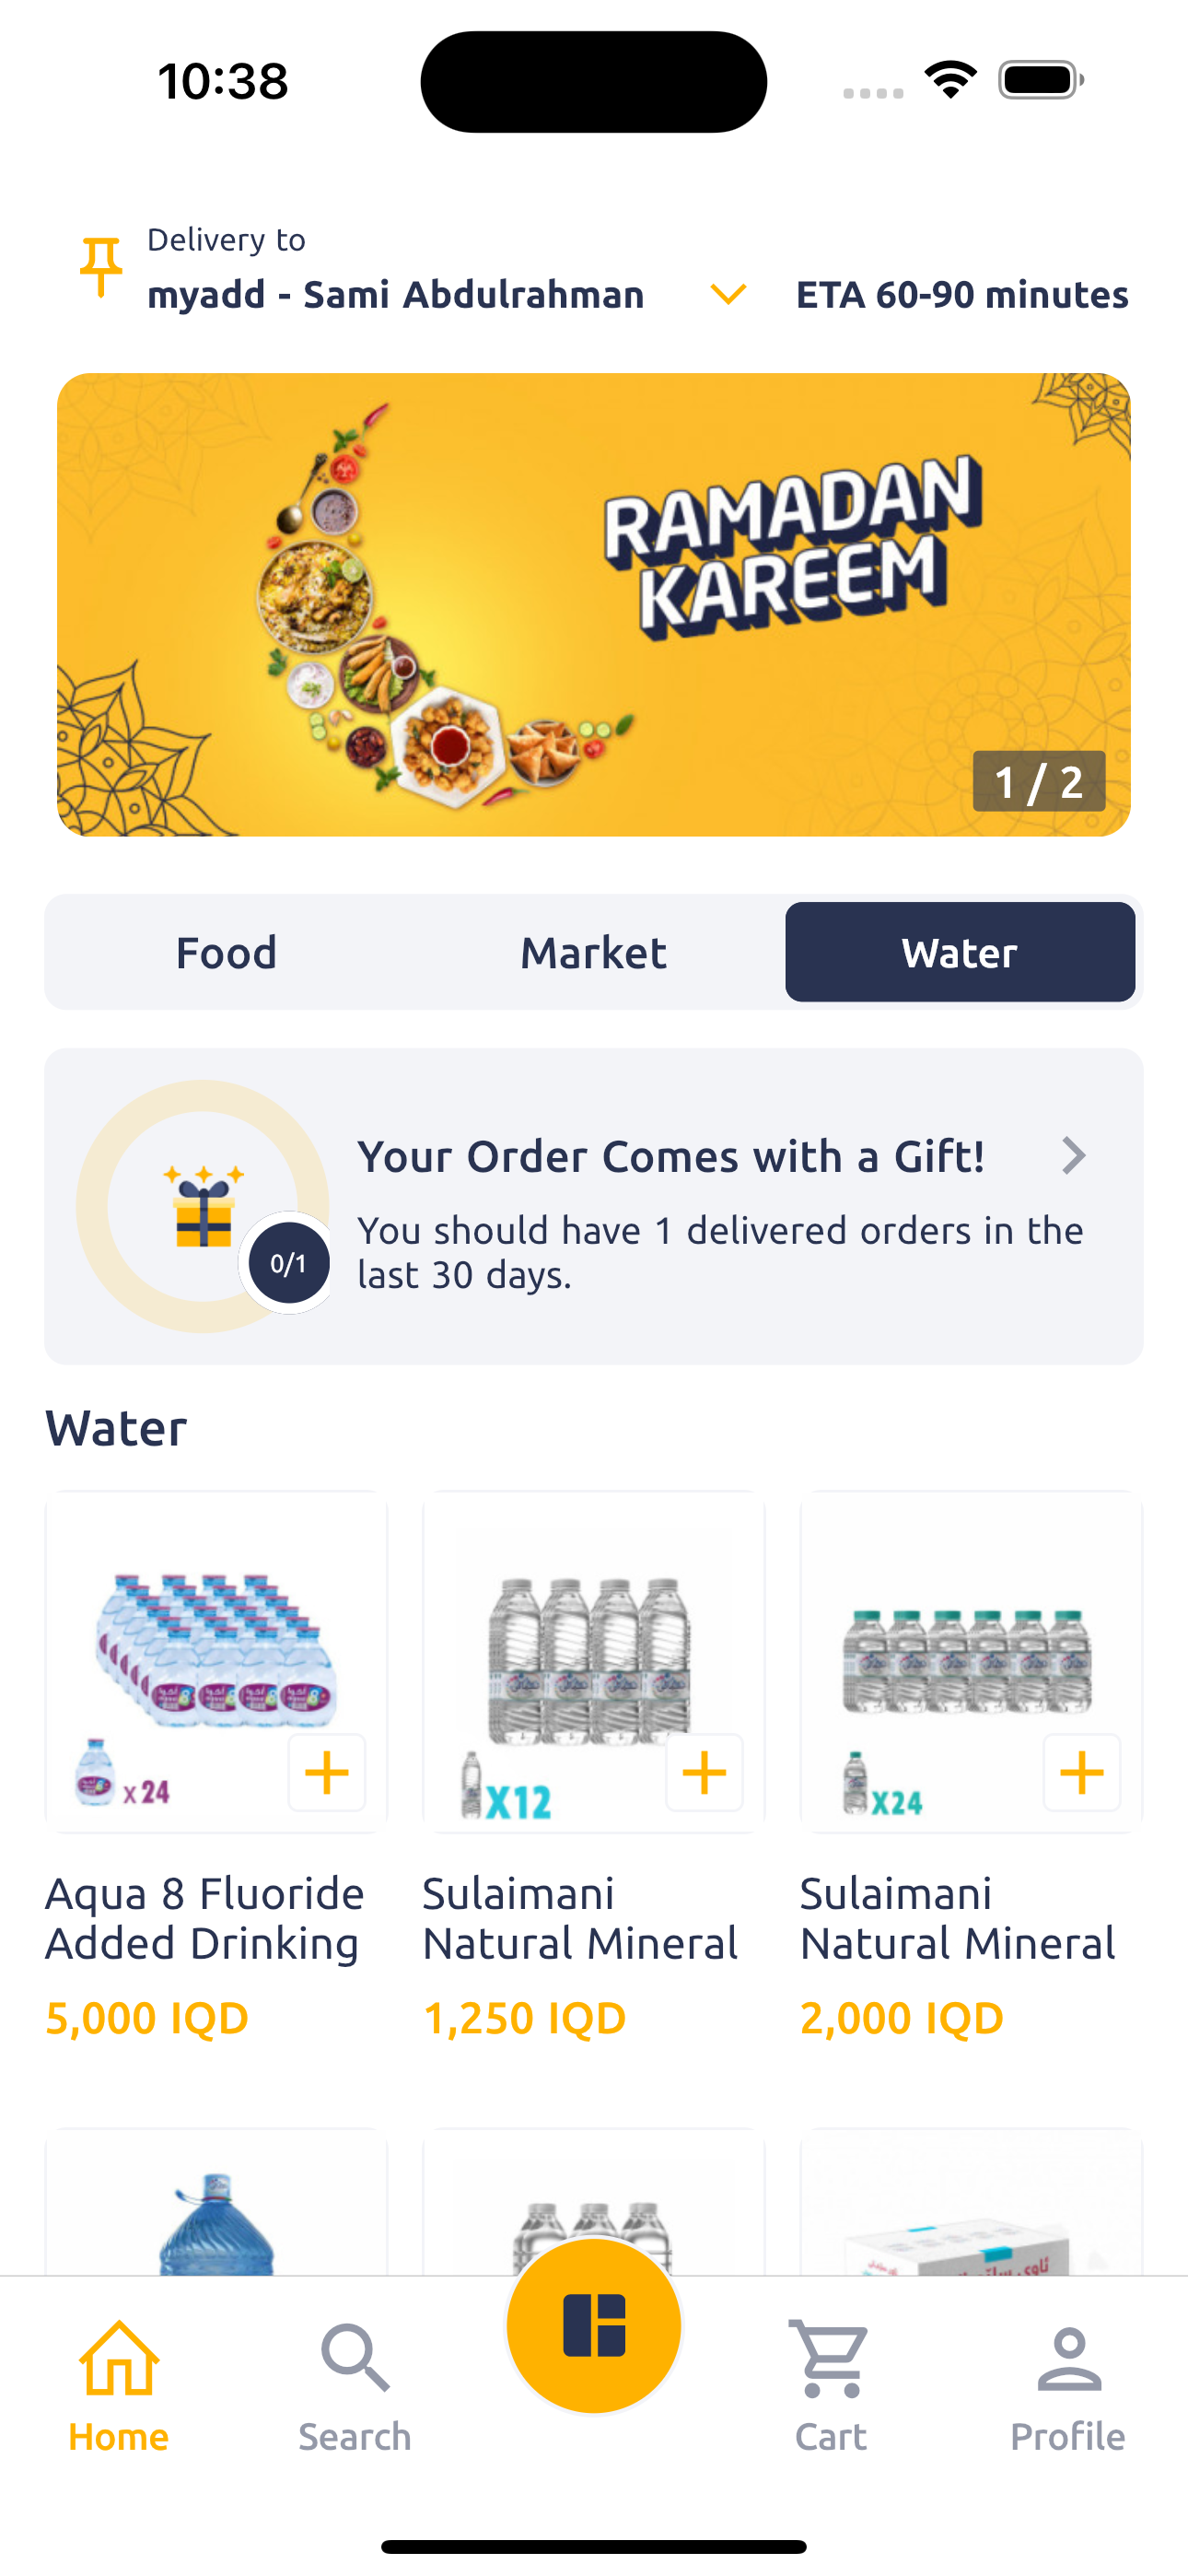 10:38
Delivery to
myadd - Sami Abdulrahman
ETA 60-90 minutes
RAMADAN
KAREEM
1 / 2
Food
Market
Water
Your Order Comes with a Gift!
You should have 1 delivered orders in the
last 30 days.
0/1
Water
x 24
X12
X24
Aqua 8 Fluoride
Added Drinking
5,000 IQD
Sulaimani
Natural Mineral
1,250 IQD
Sulaimani
Natural Mineral
2,000 IQD
Home
Search
Cart
Profile